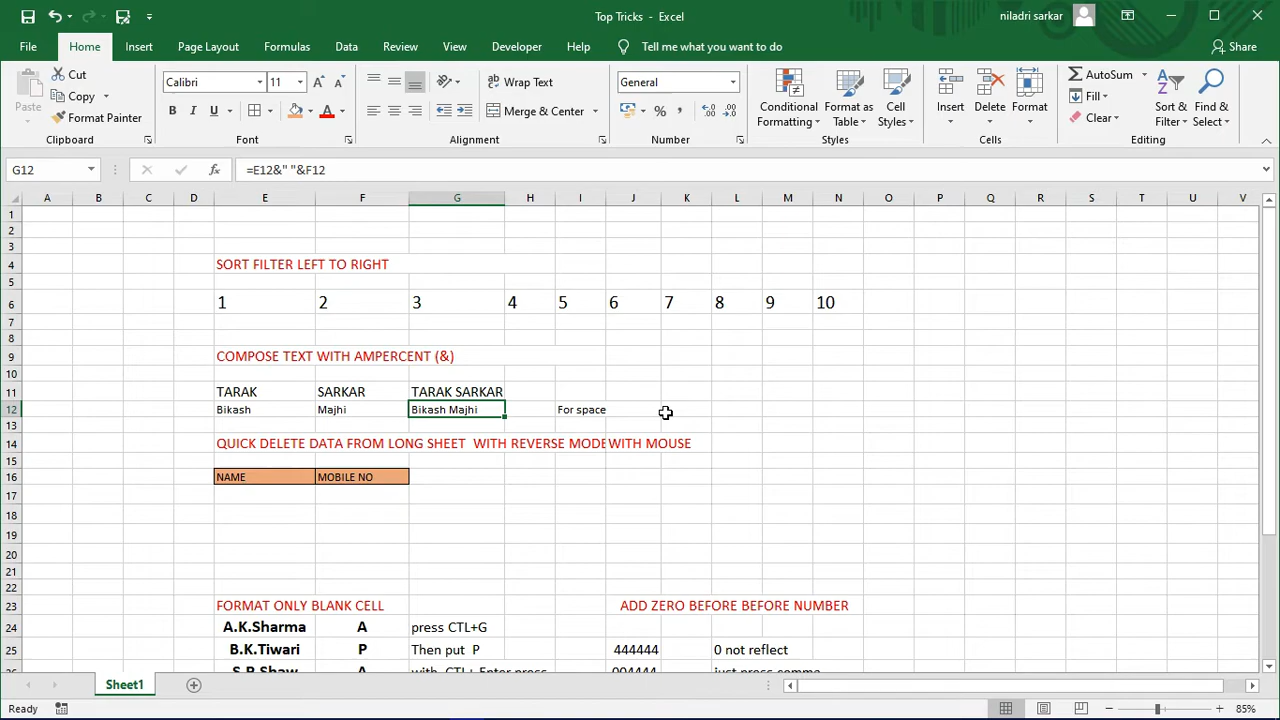 Top Tricks - Excel
niladri sarkar
File Home Insert Page Layout Formulas Data Review View Developer Help Tell me what you want to do Share
Paste Cut Copy Format Painter Clipboard
Calibri 11 B I U A A A Font
Wrap Text Merge & Center Alignment
General % , Number
Conditional Formatting Format as Table Cell Styles Styles
Insert Delete Format Cells
AutoSum Fill Clear Sort & Filter Find & Select Editing
G12 fx =E12&" "&F12
A B C D E F G H I J K L M N O P Q R S T U V
1
2
3
4 SORT FILTER LEFT TO RIGHT
5
6 1 2 3 4 5 6 7 8 9 10
7
8
9 COMPOSE TEXT WITH AMPERCENT (&)
10
11 TARAK SARKAR TARAK SARKAR
12 Bikash Majhi Bikash Majhi For space
13
14 QUICK DELETE DATA FROM LONG SHEET WITH REVERSE MODE WITH MOUSE
15
16 NAME MOBILE NO
17
18
19
20
21
22
23 FORMAT ONLY BLANK CELL ADD ZERO BEFORE BEFORE NUMBER
24 A.K.Sharma A press CTL+G
25 B.K.Tiwari P Then put P 444444 0 not reflect
26 S.P.Shaw A with CTL+ Enter press 004444 just press comme
Sheet1
Ready 85%